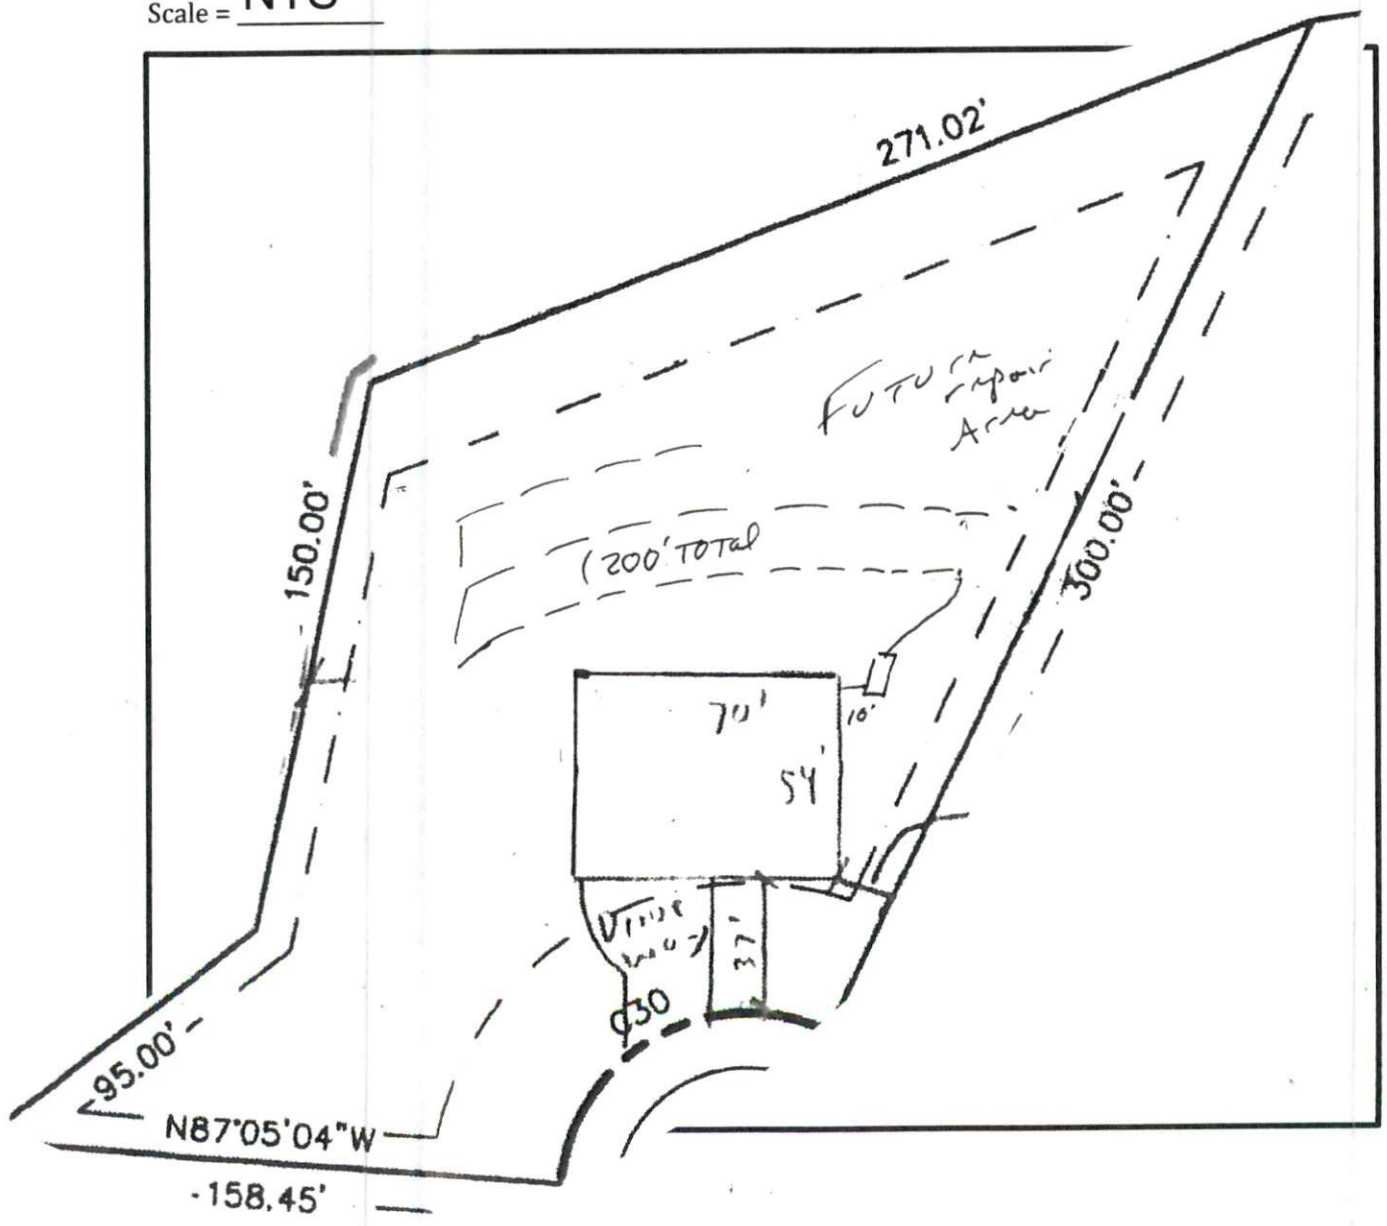 Scale = NTS
271.02'
FUTURE
repair
Area
150.00'
300.00'
(200' TOTAL
70'
10'
54'
37'
C30
95.00'
N87°05'04"W
158.45'